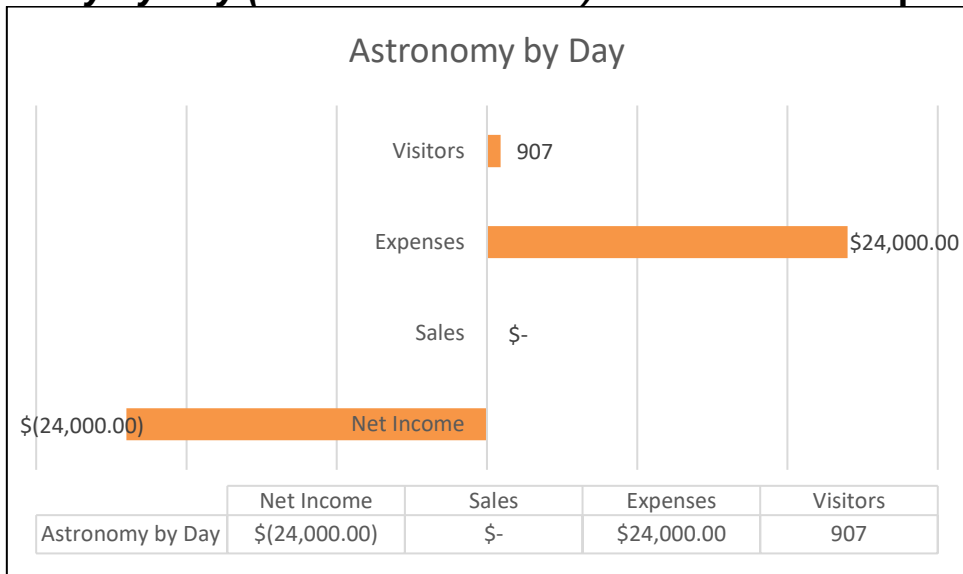 Astronomy by Day
Visitors
907
Expenses
$24,000.00
Sales
$-
$(24,000.00)
Net Income
Net Income Sales Expenses Visitors
Astronomy by Day $(24,000.00) $- $24,000.00 907